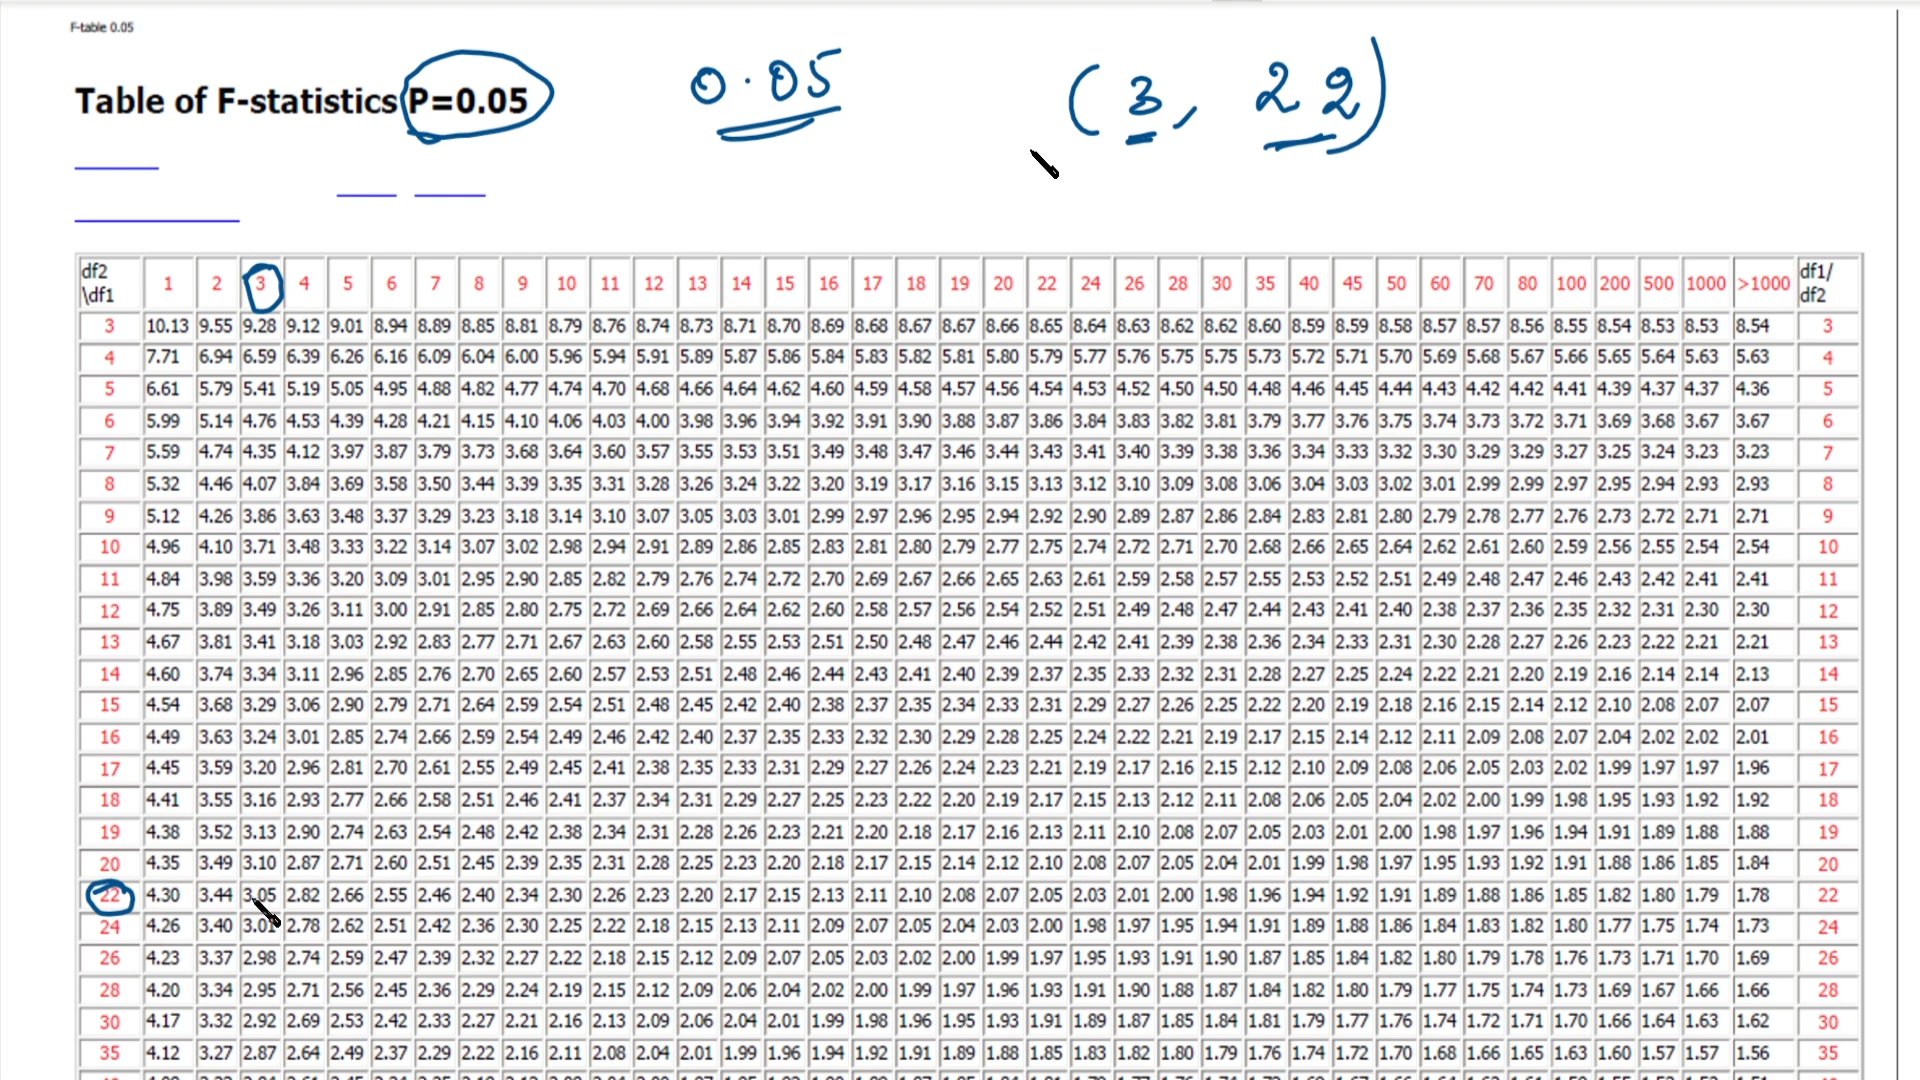 F-table 0.05
Table of F-statistics P=0.05 0.05 (3, 22)
df2 \df1 1 2 3 4 5 6 7 8 9 10 11 12 13 14 15 16 17 18 19 20 22 24 26 28 30 35 40 45 50 60 70 80 100 200 500 1000 >1000 df1/ df2
3 10.13 9.55 9.28 9.12 9.01 8.94 8.89 8.85 8.81 8.79 8.76 8.74 8.73 8.71 8.70 8.69 8.68 8.67 8.67 8.66 8.65 8.64 8.63 8.62 8.62 8.60 8.59 8.59 8.58 8.57 8.57 8.56 8.55 8.54 8.53 8.53 8.54 3
4 7.71 6.94 6.59 6.39 6.26 6.16 6.09 6.04 6.00 5.96 5.94 5.91 5.89 5.87 5.86 5.84 5.83 5.82 5.81 5.80 5.79 5.77 5.76 5.75 5.75 5.73 5.72 5.71 5.70 5.69 5.68 5.67 5.66 5.65 5.64 5.63 5.63 4
5 6.61 5.79 5.41 5.19 5.05 4.95 4.88 4.82 4.77 4.74 4.70 4.68 4.66 4.64 4.62 4.60 4.59 4.58 4.57 4.56 4.54 4.53 4.52 4.50 4.50 4.48 4.46 4.45 4.44 4.43 4.42 4.42 4.41 4.39 4.37 4.37 4.36 5
6 5.99 5.14 4.76 4.53 4.39 4.28 4.21 4.15 4.10 4.06 4.03 4.00 3.98 3.96 3.94 3.92 3.91 3.90 3.88 3.87 3.86 3.84 3.83 3.82 3.81 3.79 3.77 3.76 3.75 3.74 3.73 3.72 3.71 3.69 3.68 3.67 3.67 6
7 5.59 4.74 4.35 4.12 3.97 3.87 3.79 3.73 3.68 3.64 3.60 3.57 3.55 3.53 3.51 3.49 3.48 3.47 3.46 3.44 3.43 3.41 3.40 3.39 3.38 3.36 3.34 3.33 3.32 3.30 3.29 3.29 3.27 3.25 3.24 3.23 3.23 7
8 5.32 4.46 4.07 3.84 3.69 3.58 3.50 3.44 3.39 3.35 3.31 3.28 3.26 3.24 3.22 3.20 3.19 3.17 3.16 3.15 3.13 3.12 3.10 3.09 3.08 3.06 3.04 3.03 3.02 3.01 2.99 2.99 2.97 2.95 2.94 2.93 2.93 8
9 5.12 4.26 3.86 3.63 3.48 3.37 3.29 3.23 3.18 3.14 3.10 3.07 3.05 3.03 3.01 2.99 2.97 2.96 2.95 2.94 2.92 2.90 2.89 2.87 2.86 2.84 2.83 2.81 2.80 2.79 2.78 2.77 2.76 2.73 2.72 2.71 2.71 9
10 4.96 4.10 3.71 3.48 3.33 3.22 3.14 3.07 3.02 2.98 2.94 2.91 2.89 2.86 2.85 2.83 2.81 2.80 2.79 2.77 2.75 2.74 2.72 2.71 2.70 2.68 2.66 2.65 2.64 2.62 2.61 2.60 2.59 2.56 2.55 2.54 2.54 10
11 4.84 3.98 3.59 3.36 3.20 3.09 3.01 2.95 2.90 2.85 2.82 2.79 2.76 2.74 2.72 2.70 2.69 2.67 2.66 2.65 2.63 2.61 2.59 2.58 2.57 2.55 2.53 2.52 2.51 2.49 2.48 2.47 2.46 2.43 2.42 2.41 2.41 11
12 4.75 3.89 3.49 3.26 3.11 3.00 2.91 2.85 2.80 2.75 2.72 2.69 2.66 2.64 2.62 2.60 2.58 2.57 2.56 2.54 2.52 2.51 2.49 2.48 2.47 2.44 2.43 2.41 2.40 2.38 2.37 2.36 2.35 2.32 2.31 2.30 2.30 12
13 4.67 3.81 3.41 3.18 3.03 2.92 2.83 2.77 2.71 2.67 2.63 2.60 2.58 2.55 2.53 2.51 2.50 2.48 2.47 2.46 2.44 2.42 2.41 2.39 2.38 2.36 2.34 2.33 2.31 2.30 2.28 2.27 2.26 2.23 2.22 2.21 2.21 13
14 4.60 3.74 3.34 3.11 2.96 2.85 2.76 2.70 2.65 2.60 2.57 2.53 2.51 2.48 2.46 2.44 2.43 2.41 2.40 2.39 2.37 2.35 2.33 2.32 2.31 2.28 2.27 2.25 2.24 2.22 2.21 2.20 2.19 2.16 2.14 2.14 2.13 14
15 4.54 3.68 3.29 3.06 2.90 2.79 2.71 2.64 2.59 2.54 2.51 2.48 2.45 2.42 2.40 2.38 2.37 2.35 2.34 2.33 2.31 2.29 2.27 2.26 2.25 2.22 2.20 2.19 2.18 2.16 2.15 2.14 2.12 2.10 2.08 2.07 2.07 15
16 4.49 3.63 3.24 3.01 2.85 2.74 2.66 2.59 2.54 2.49 2.46 2.42 2.40 2.37 2.35 2.33 2.32 2.30 2.29 2.28 2.25 2.24 2.22 2.21 2.19 2.17 2.15 2.14 2.12 2.11 2.09 2.08 2.07 2.04 2.02 2.02 2.01 16
17 4.45 3.59 3.20 2.96 2.81 2.70 2.61 2.55 2.49 2.45 2.41 2.38 2.35 2.33 2.31 2.29 2.27 2.26 2.24 2.23 2.21 2.19 2.17 2.16 2.15 2.12 2.10 2.09 2.08 2.06 2.05 2.03 2.02 1.99 1.97 1.97 1.96 17
18 4.41 3.55 3.16 2.93 2.77 2.66 2.58 2.51 2.46 2.41 2.37 2.34 2.31 2.29 2.27 2.25 2.23 2.22 2.20 2.19 2.17 2.15 2.13 2.12 2.11 2.08 2.06 2.05 2.04 2.02 2.00 1.99 1.98 1.95 1.93 1.92 1.92 18
19 4.38 3.52 3.13 2.90 2.74 2.63 2.54 2.48 2.42 2.38 2.34 2.31 2.28 2.26 2.23 2.21 2.20 2.18 2.17 2.16 2.13 2.11 2.10 2.08 2.07 2.05 2.03 2.01 2.00 1.98 1.97 1.96 1.94 1.91 1.89 1.88 1.88 19
20 4.35 3.49 3.10 2.87 2.71 2.60 2.51 2.45 2.39 2.35 2.31 2.28 2.25 2.23 2.20 2.18 2.17 2.15 2.14 2.12 2.10 2.08 2.07 2.05 2.04 2.01 1.99 1.98 1.97 1.95 1.93 1.92 1.91 1.88 1.86 1.85 1.84 20
22 4.30 3.44 3.05 2.82 2.66 2.55 2.46 2.40 2.34 2.30 2.26 2.23 2.20 2.17 2.15 2.13 2.11 2.10 2.08 2.07 2.05 2.03 2.01 2.00 1.98 1.96 1.94 1.92 1.91 1.89 1.88 1.86 1.85 1.82 1.80 1.79 1.78 22
24 4.26 3.40 3.01 2.78 2.62 2.51 2.42 2.36 2.30 2.25 2.22 2.18 2.15 2.13 2.11 2.09 2.07 2.05 2.04 2.03 2.00 1.98 1.97 1.95 1.94 1.91 1.89 1.88 1.86 1.84 1.83 1.82 1.80 1.77 1.75 1.74 1.73 24
26 4.23 3.37 2.98 2.74 2.59 2.47 2.39 2.32 2.27 2.22 2.18 2.15 2.12 2.09 2.07 2.05 2.03 2.02 2.00 1.99 1.97 1.95 1.93 1.91 1.90 1.87 1.85 1.84 1.82 1.80 1.79 1.78 1.76 1.73 1.71 1.70 1.69 26
28 4.20 3.34 2.95 2.71 2.56 2.45 2.36 2.29 2.24 2.19 2.15 2.12 2.09 2.06 2.04 2.02 2.00 1.99 1.97 1.96 1.93 1.91 1.90 1.88 1.87 1.84 1.82 1.80 1.79 1.77 1.75 1.74 1.73 1.69 1.67 1.66 1.66 28
30 4.17 3.32 2.92 2.69 2.53 2.42 2.33 2.27 2.21 2.16 2.13 2.09 2.06 2.04 2.01 1.99 1.98 1.96 1.95 1.93 1.91 1.89 1.87 1.85 1.84 1.81 1.79 1.77 1.76 1.74 1.72 1.71 1.70 1.66 1.64 1.63 1.62 30
35 4.12 3.27 2.87 2.64 2.49 2.37 2.29 2.22 2.16 2.11 2.08 2.04 2.01 1.99 1.96 1.94 1.92 1.91 1.89 1.88 1.85 1.83 1.82 1.80 1.79 1.76 1.74 1.72 1.70 1.68 1.66 1.65 1.63 1.60 1.57 1.57 1.56 35